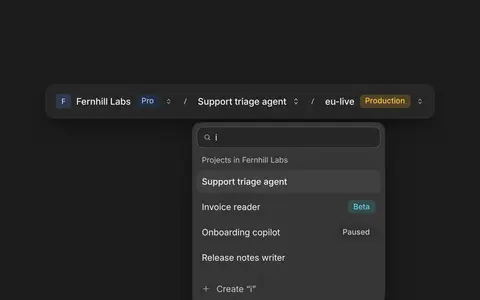 F Fernhill Labs Pro / Support triage agent / eu-live Production
i
Projects in Fernhill Labs
Support triage agent
Invoice reader Beta
Onboarding copilot Paused
Release notes writer
+ Create “i”